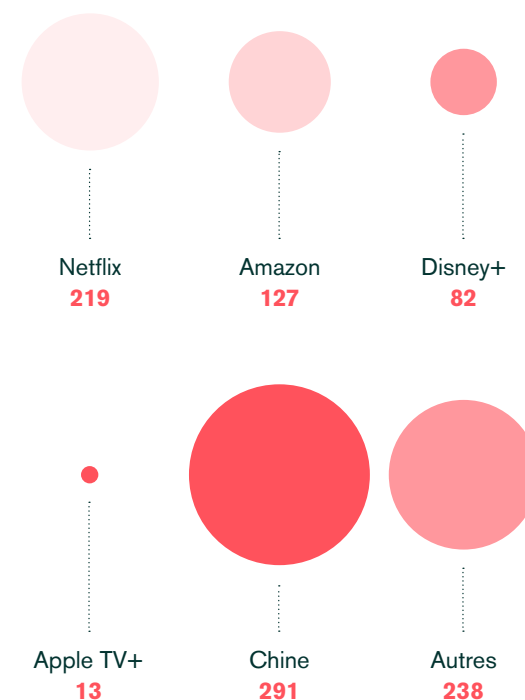 Netflix
219
Amazon
127
Disney+
82
Apple TV+
13
Chine
291
Autres
238